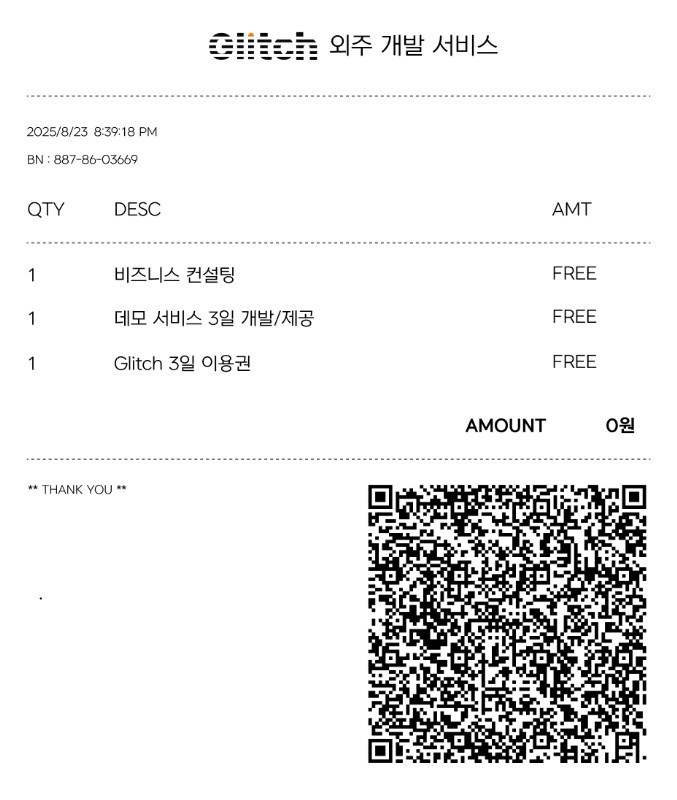 Glitch 외주 개발 서비스
2025/8/23 8:39:18 PM
BN : 887-86-03669
QTY DESC AMT
1 비즈니스 컨설팅 FREE
1 데모 서비스 3일 개발/제공 FREE
1 Glitch 3일 이용권 FREE
AMOUNT 0원
** THANK YOU **
.